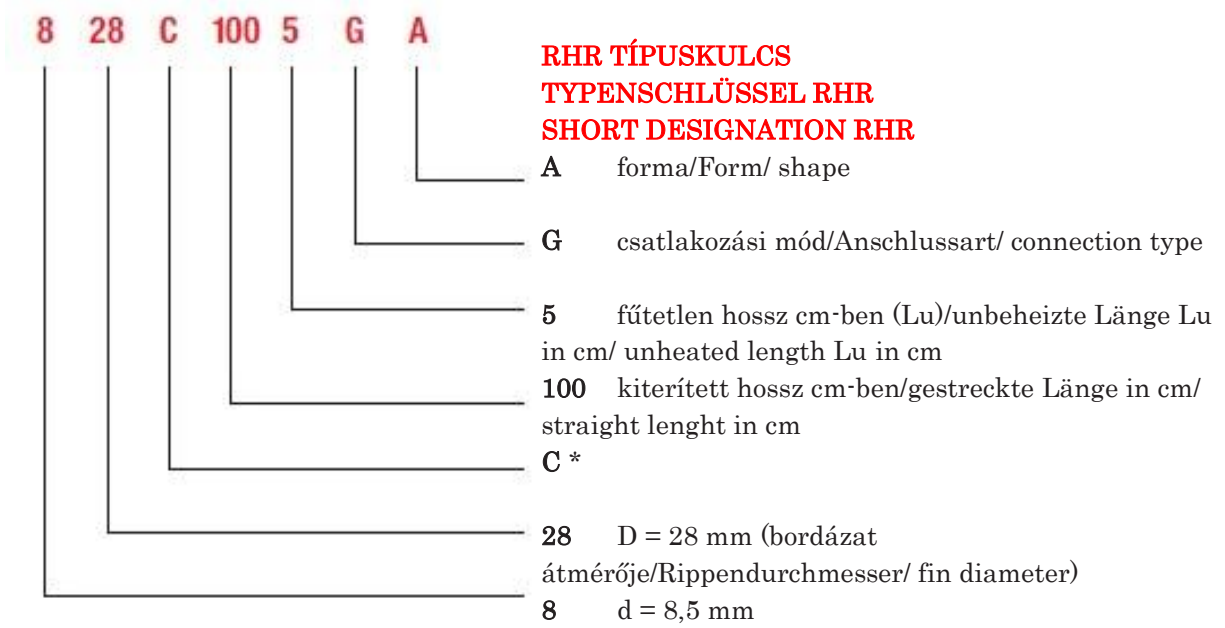 8 28 C 100 5 G A
RHR TÍPUSKULCS
TYPENSCHLÜSSEL RHR
SHORT DESIGNATION RHR
A forma/Form/ shape
G csatlakozási mód/Anschlussart/ connection type
5 fűtetlen hossz cm-ben (Lu)/unbeheizte Länge Lu
in cm/ unheated length Lu in cm
100 kiterített hossz cm-ben/gestreckte Länge in cm/
straight lenght in cm
C *
28 D = 28 mm (bordázat
átmérője/Rippendurchmesser/ fin diameter)
8 d = 8,5 mm